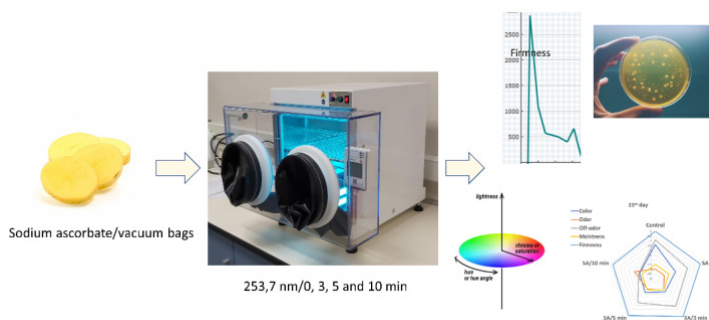 Sodium ascorbate/vacuum bags
253,7 nm/0, 3, 5 and 10 min
Firmness
3000
2500
2000
1500
1000
500
lightness
chroma or
saturation
hue
or hue angle
23rd day
Color
Odor
Off-odor
Moistness
Firmness
Control
SA
SA/3 min
SA/5 min
SA/10 min